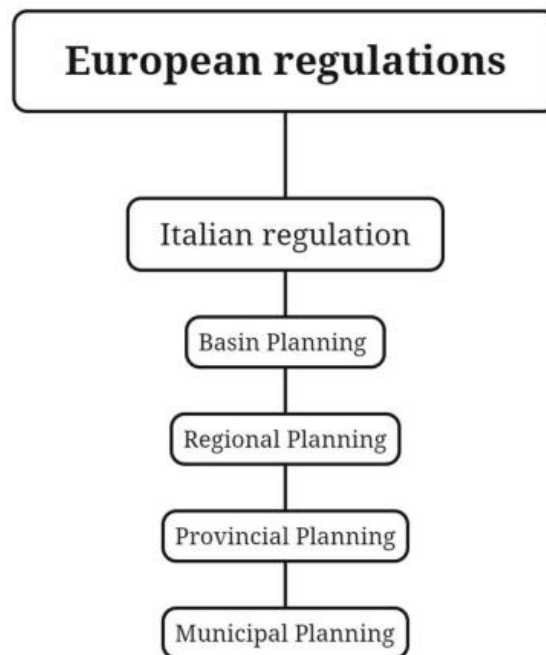 European regulations
Italian regulation
Basin Planning
Regional Planning
Provincial Planning
Municipal Planning